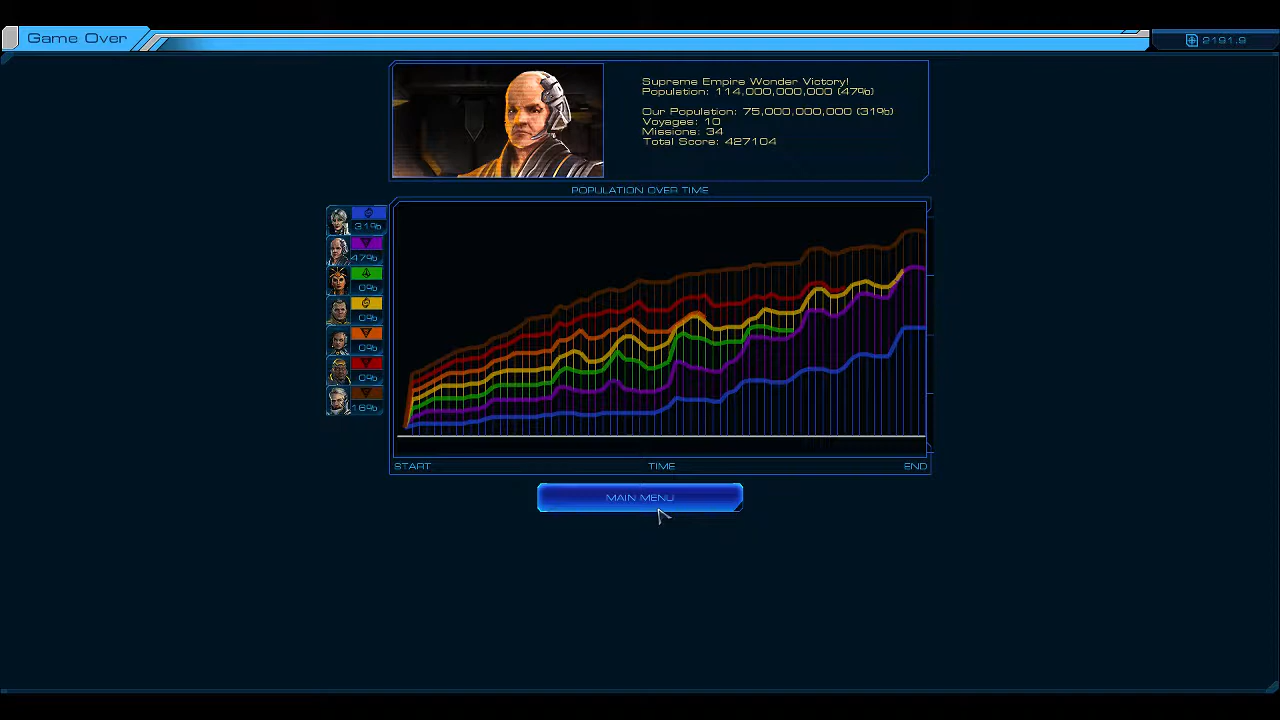 Game Over
2191.9
Supreme Empire Wonder Victory!
Population: 114,000,000,000 (47%)
Our Population: 75,000,000,000 (31%)
Voyages: 10
Missions: 34
Total Score: 427104
POPULATION OVER TIME
31%
47%
0%
0%
0%
0%
16%
START
TIME
END
MAIN MENU